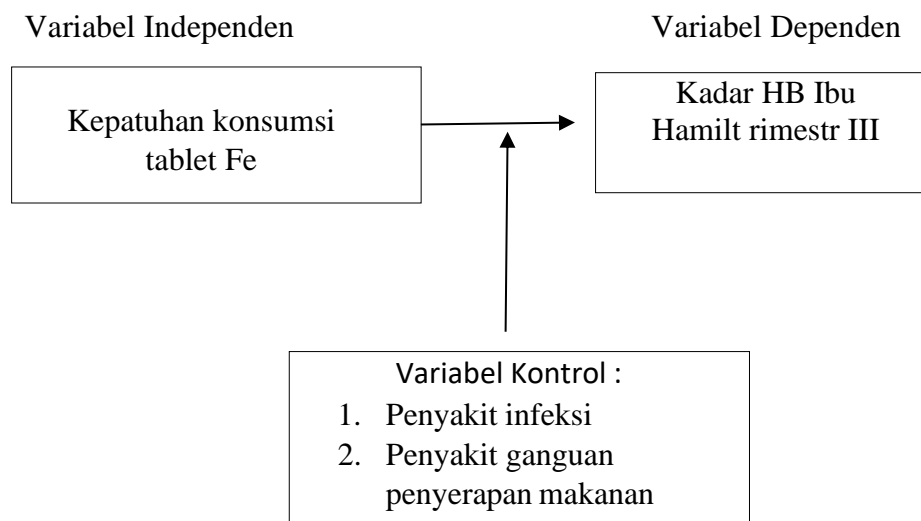 Variabel Independen
Variabel Dependen
Kepatuhan konsumsi
tablet Fe
Kadar HB Ibu
Hamilt rimestr III
Variabel Kontrol :
1. Penyakit infeksi
2. Penyakit ganguan
penyerapan makanan